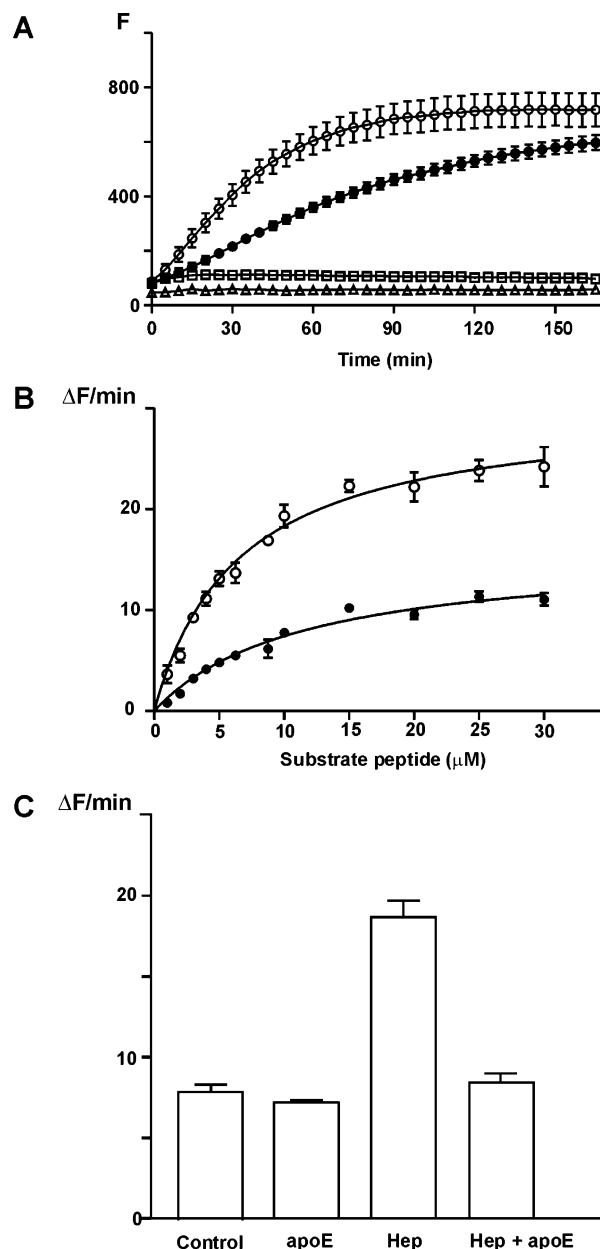 A
F
800
400
0
0 30 60 90 120 150
Time (min)
B
ΔF/min
20
10
0
0 5 10 15 20 25 30
Substrate peptide (μM)
C
ΔF/min
20
10
0
Control apoE Hep Hep + apoE